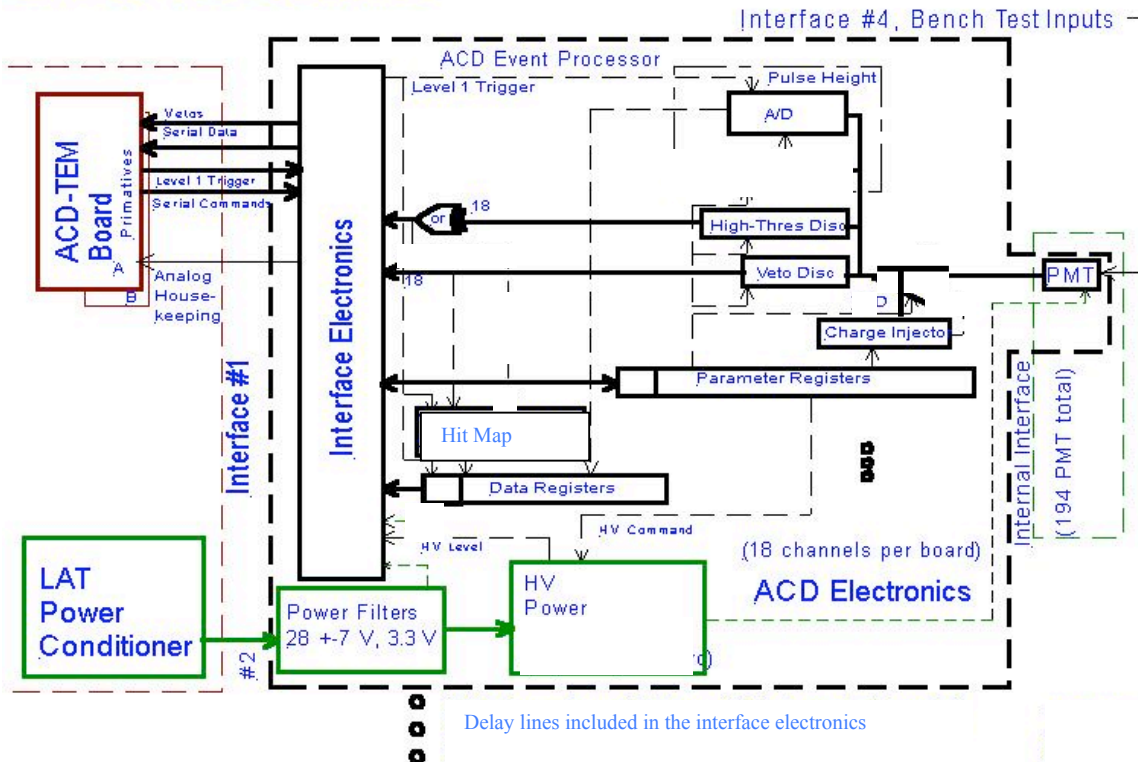 Interface #4, Bench Test Inputs
ACD Event Processor
Level 1 Trigger
Pulse Height
A/D
Vetos
Serial Data
Level 1 Trigger
Serial Commands
ACD-TEM
Board
Primatives
A
B
Analog
House-
keeping
Interface #1
Interface Electronics
or
18
High-Thres Disc
18
Veto Disc
PMT
D
Charge Injecto
Parameter Registers
Hit Map
Data Registers
Internal Interface
(194 PMT total)
HV Command
HV Level
(18 channels per board)
ACD Electronics
LAT
Power
Conditioner
#2
Power Filters
28 +-7 V, 3.3 V
HV
Power
Delay lines included in the interface electronics